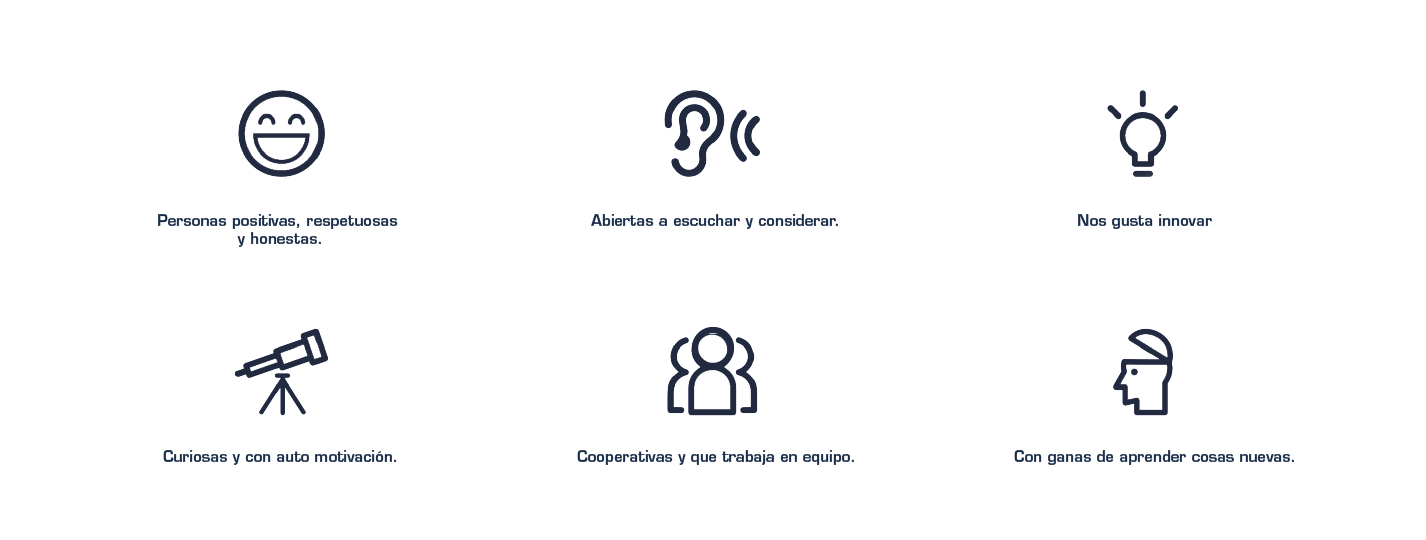 Personas positivas, respetuosas
y honestas.
Abiertas a escuchar y considerar.
Nos gusta innovar
Curiosas y con auto motivación.
Cooperativas y que trabaja en equipo.
Con ganas de aprender cosas nuevas.